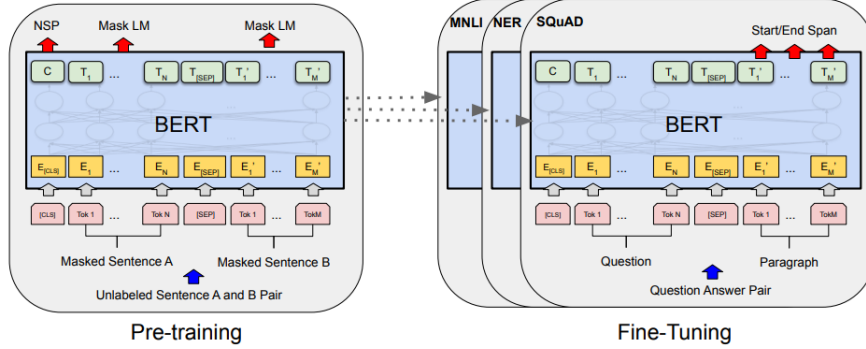 NSP Mask LM Mask LM
C T1 ... TN T[SEP] T1' ... TM'
BERT
E[CLS] E1 ... EN E[SEP] E1' ... EM'
[CLS] Tok 1 ... Tok N [SEP] Tok 1 ... TokM
Masked Sentence A Masked Sentence B
Unlabeled Sentence A and B Pair
Pre-training
MNLI NER SQuAD
Start/End Span
C T1 ... TN T[SEP] T1' ... TM'
BERT
E[CLS] E1 ... EN E[SEP] E1' ... EM'
[CLS] Tok 1 ... Tok N [SEP] Tok 1 ... TokM
Question Paragraph
Question Answer Pair
Fine-Tuning